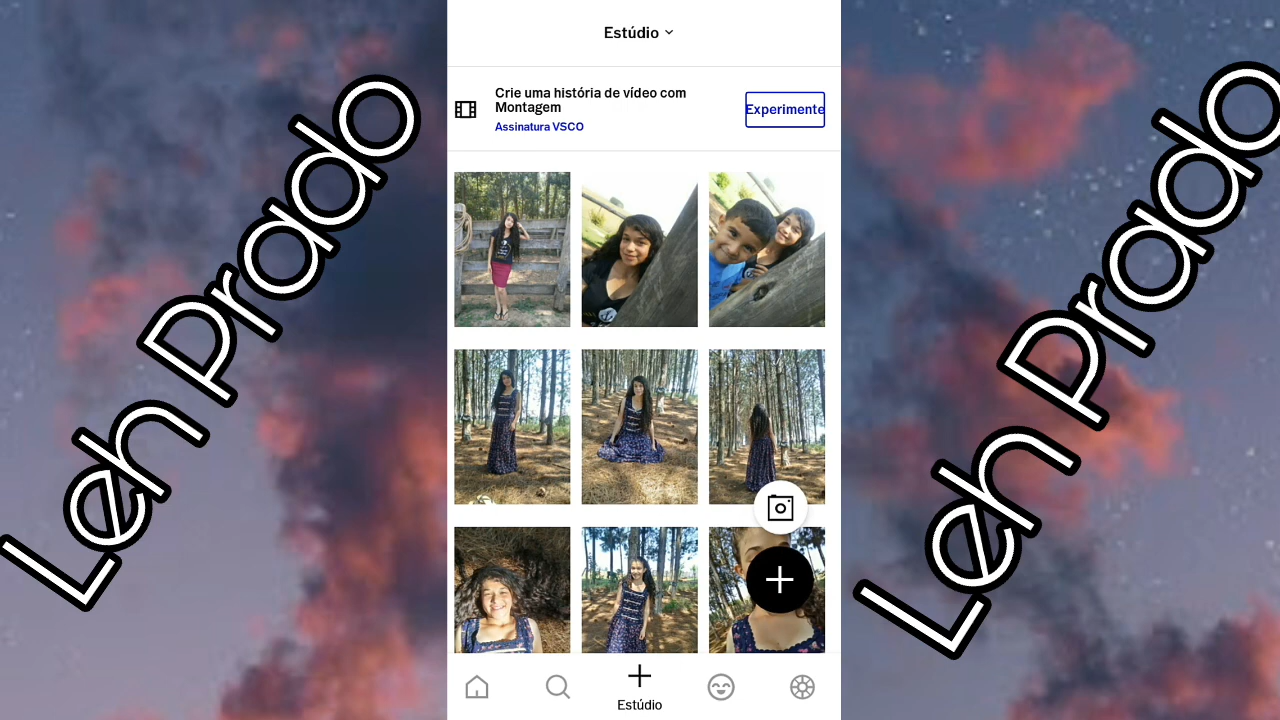 Leh Prado
Estúdio
Crie uma história de vídeo com
Montagem
Assinatura VSCO
Experimente
Estúdio
Leh Prado